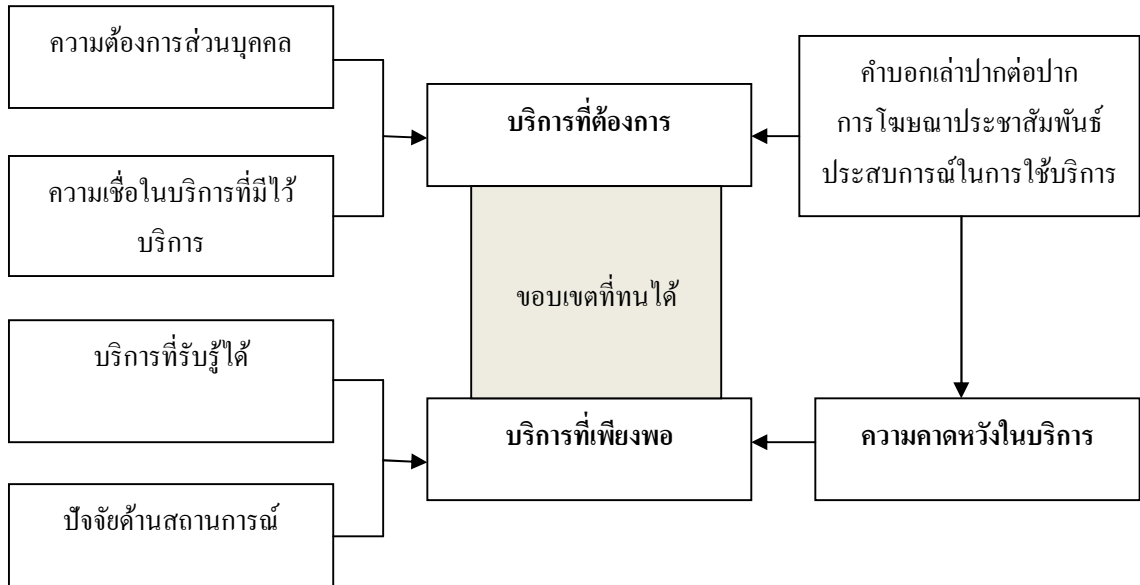 ความต้องการส่วนบุคคล
ความเชื่อในบริการที่มีไว้
บริการ
บริการที่รับรู้ได้
ปัจจัยด้านสถานการณ์
บริการที่ต้องการ
ขอบเขตที่ทนได้
บริการที่เพียงพอ
คำบอกเล่าปากต่อปาก
การโฆษณาประชาสัมพันธ์
ประสบการณ์ในการใช้บริการ
ความคาดหวังในบริการ